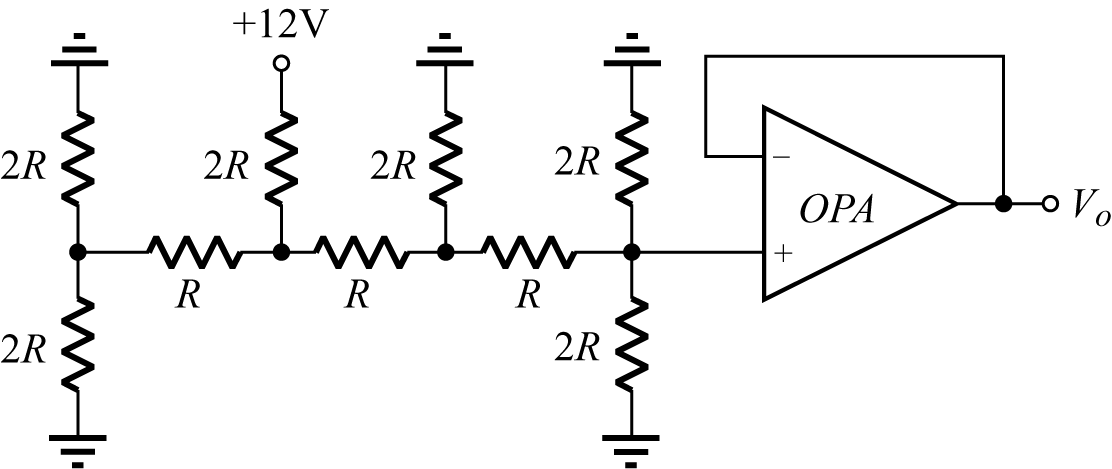 +12V
2R 2R 2R 2R
−
OPA
Vo
+
R R R
2R 2R